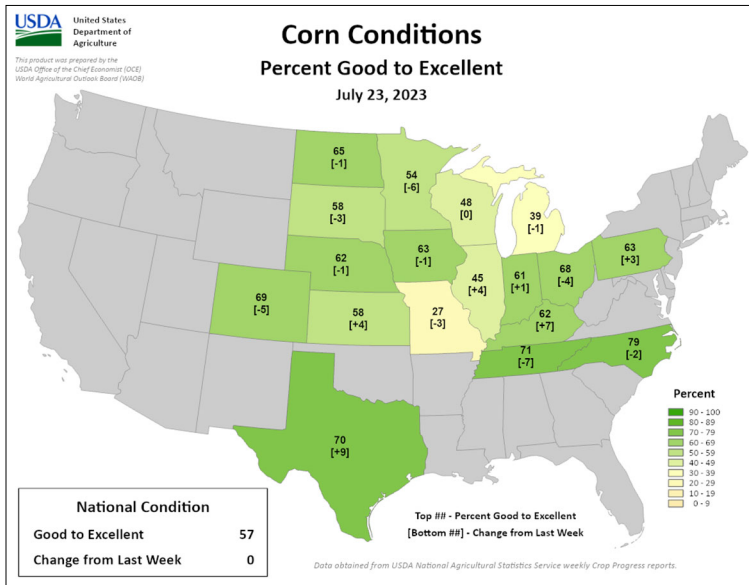 USDA
United States
Department of
Agriculture
This product was prepared by the
USDA Office of the Chief Economist (OCE)
World Agricultural Outlook Board (WAOB)
Corn Conditions
Percent Good to Excellent
July 23, 2023
65
[-1]
54
[-6]
58
[-3]
48
[0]
39
[-1]
62
[-1]
63
[-1]
63
[+3]
69
[-5]
58
[+4]
27
[-3]
45
[+4]
61
[+1]
68
[-4]
62
[+7]
71
[-7]
79
[-2]
70
[+9]
Percent
90 - 100
80 - 89
70 - 79
60 - 69
50 - 59
40 - 49
30 - 39
20 - 29
10 - 19
0 - 9
National Condition
Good to Excellent 57
Change from Last Week 0
Top ## - Percent Good to Excellent
[Bottom ##] - Change from Last Week
Data obtained from USDA National Agricultural Statistics Service weekly Crop Progress reports.